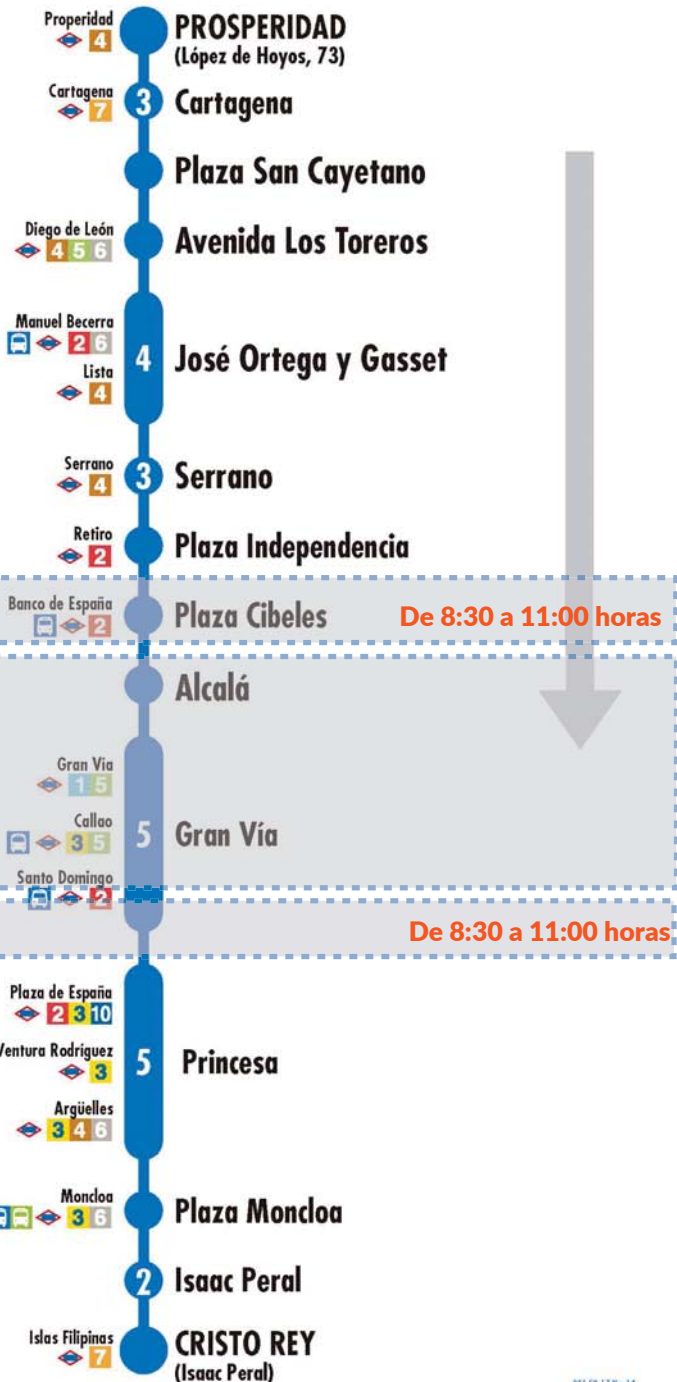 Properidad
4
PROSPERIDAD
(López de Hoyos, 73)
Cartagena
7
3
Cartagena
Plaza San Cayetano
Diego de León
4 5 6
Avenida Los Toreros
Manuel Becerra
2 6
Lista
4
4
José Ortega y Gasset
Serrano
4
3
Serrano
Retiro
2
Plaza Independencia
Banco de España
2
Plaza Cibeles
De 8:30 a 11:00 horas
Alcalá
Gran Via
1 5
Callao
3 5
Santo Domingo
2
5
Gran Vía
De 8:30 a 11:00 horas
Plaza de España
2 3 10
Ventura Rodríguez
3
Argüelles
3 4 6
5
Princesa
Moncloa
3 6
Plaza Moncloa
2
Isaac Peral
Islas Filipinas
7
CRISTO REY
(Isaac Peral)